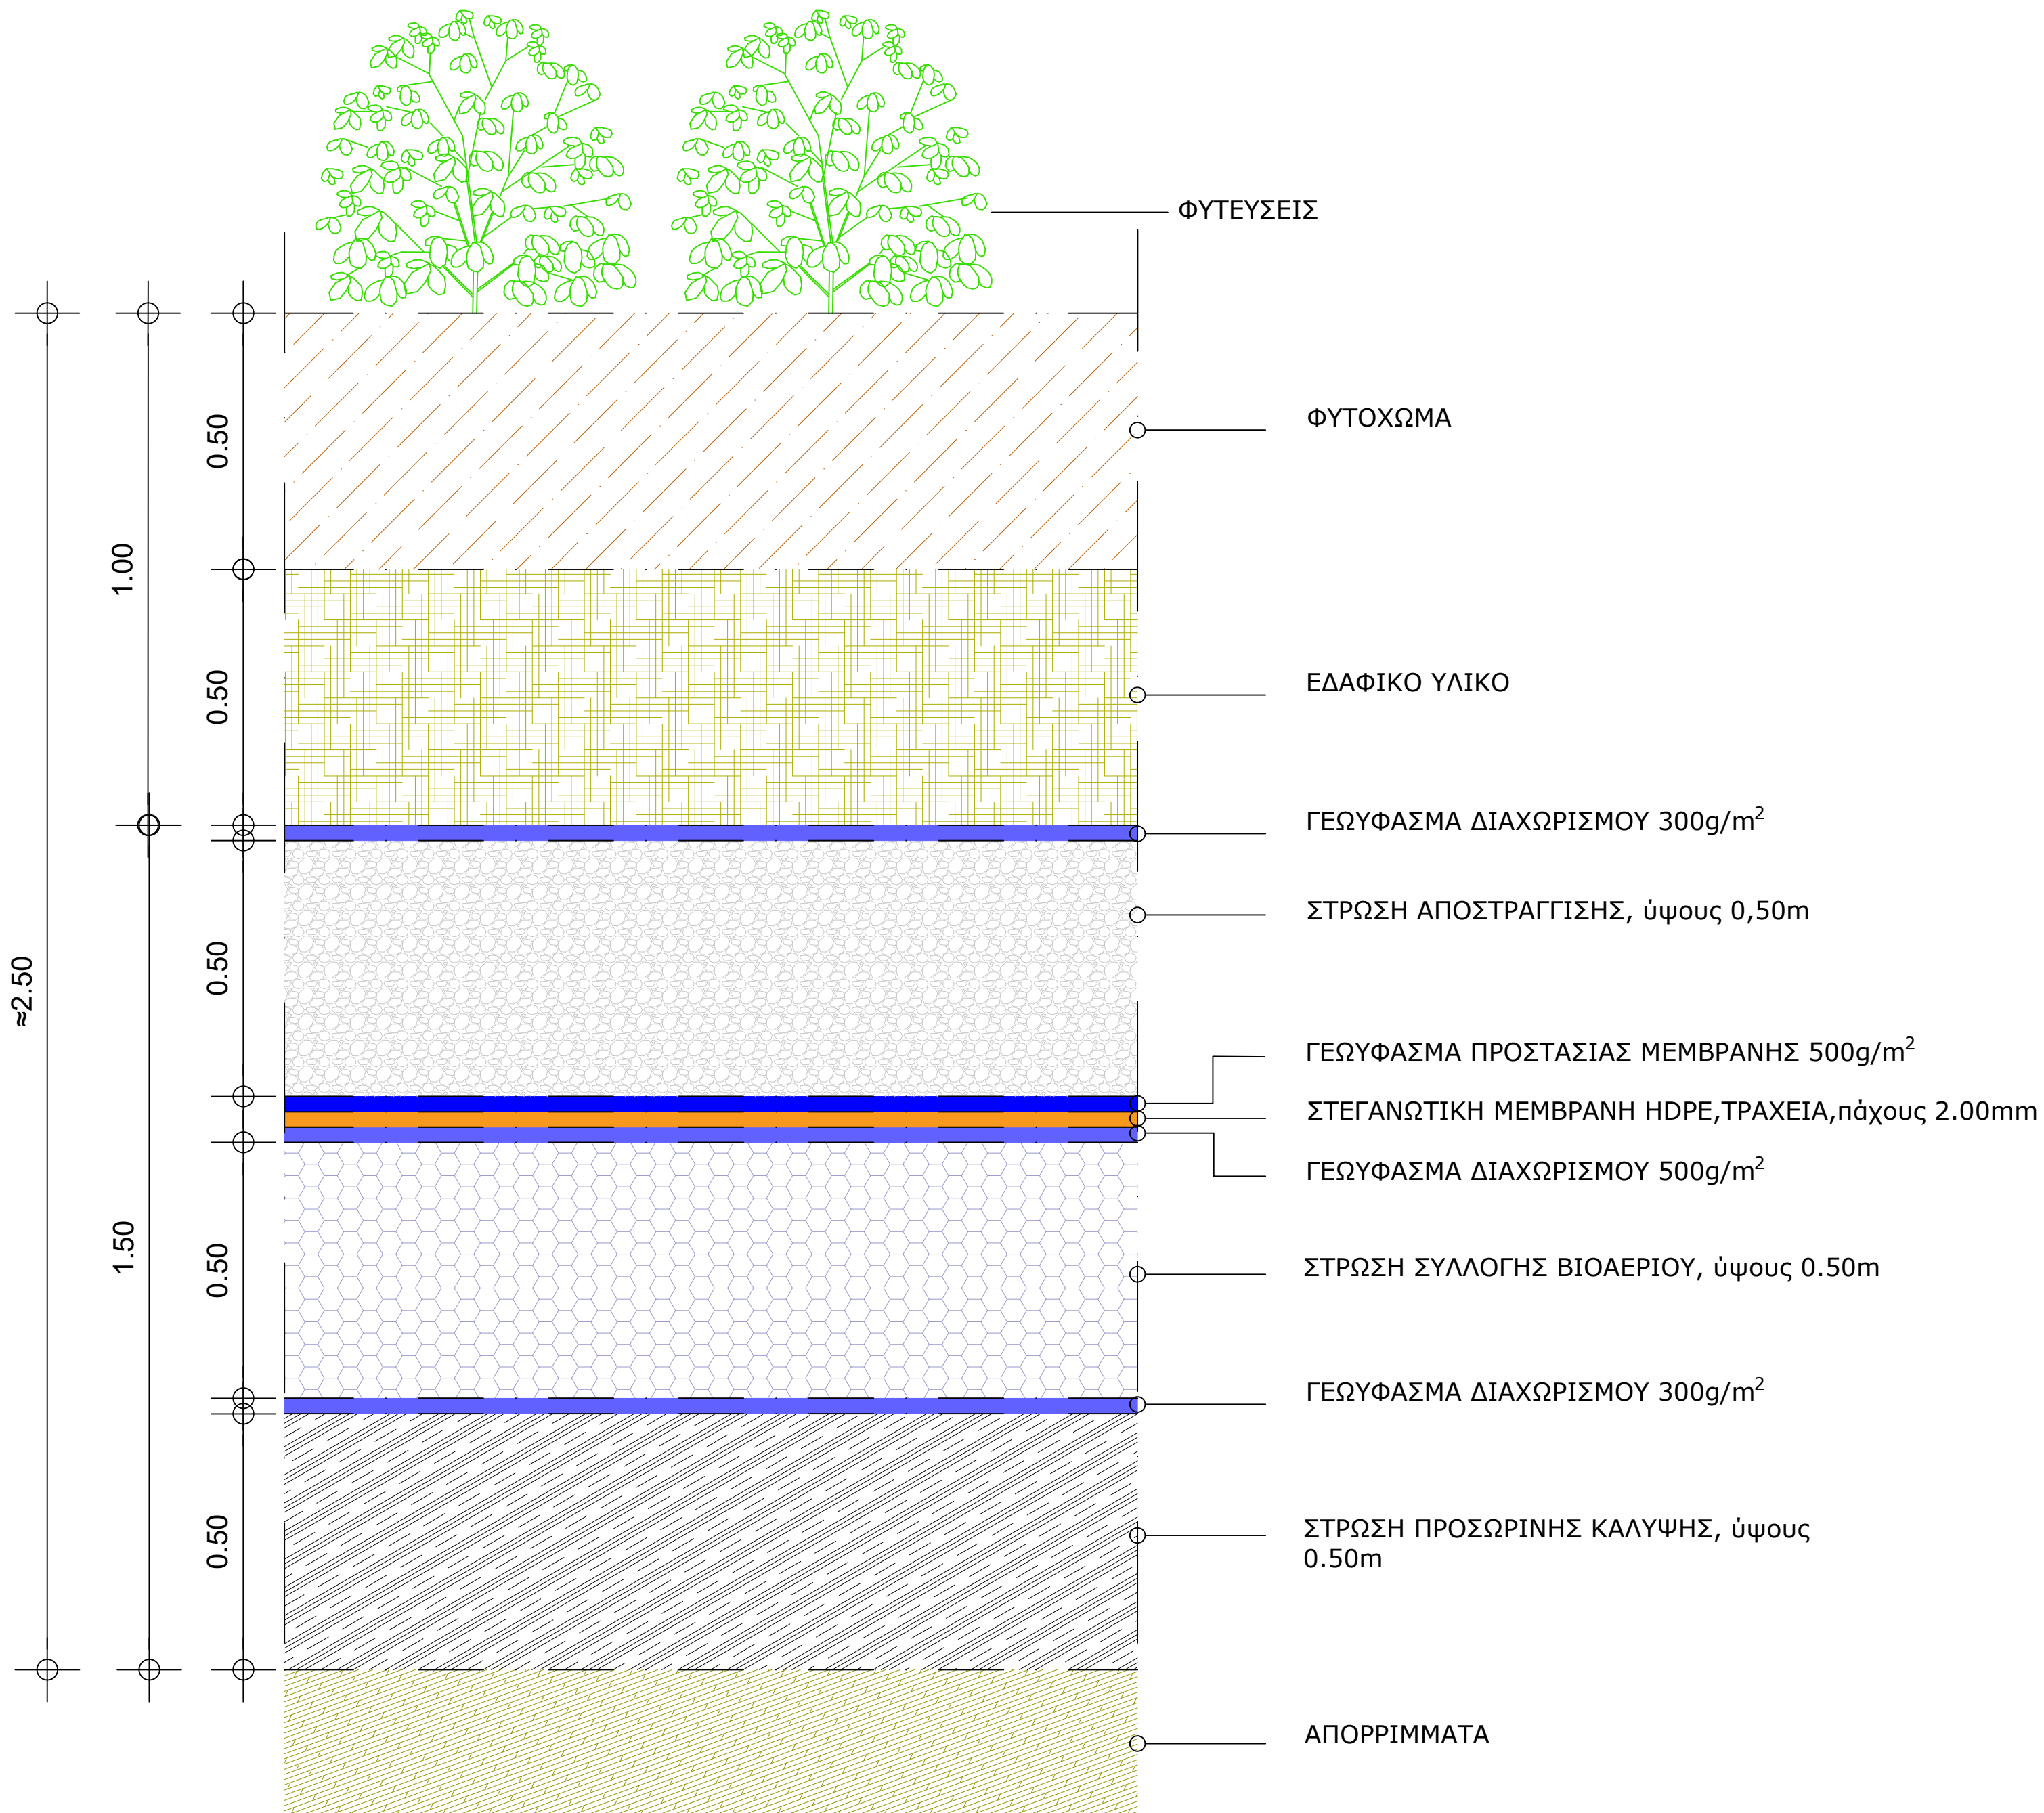 ΦΥΤΕΥΣΕΙΣ
ΦΥΤΟΧΩΜΑ
0.50
1.00
ΕΔΑΦΙΚΟ ΥΛΙΚΟ
0.50
ΓΕΩΥΦΑΣΜΑ ΔΙΑΧΩΡΙΣΜΟΥ 300g/m²
ΣΤΡΩΣΗ ΑΠΟΣΤΡΑΓΓΙΣΗΣ, ύψους 0,50m
0.50
≈2.50
ΓΕΩΥΦΑΣΜΑ ΠΡΟΣΤΑΣΙΑΣ ΜΕΜΒΡΑΝΗΣ 500g/m²
ΣΤΕΓΑΝΩΤΙΚΗ ΜΕΜΒΡΑΝΗ HDPE,ΤΡΑΧΕΙΑ,πάχους 2.00mm
ΓΕΩΥΦΑΣΜΑ ΔΙΑΧΩΡΙΣΜΟΥ 500g/m²
1.50
0.50
ΣΤΡΩΣΗ ΣΥΛΛΟΓΗΣ ΒΙΟΑΕΡΙΟΥ, ύψους 0.50m
ΓΕΩΥΦΑΣΜΑ ΔΙΑΧΩΡΙΣΜΟΥ 300g/m²
0.50
ΣΤΡΩΣΗ ΠΡΟΣΩΡΙΝΗΣ ΚΑΛΥΨΗΣ, ύψους
0.50m
ΑΠΟΡΡΙΜΜΑΤΑ